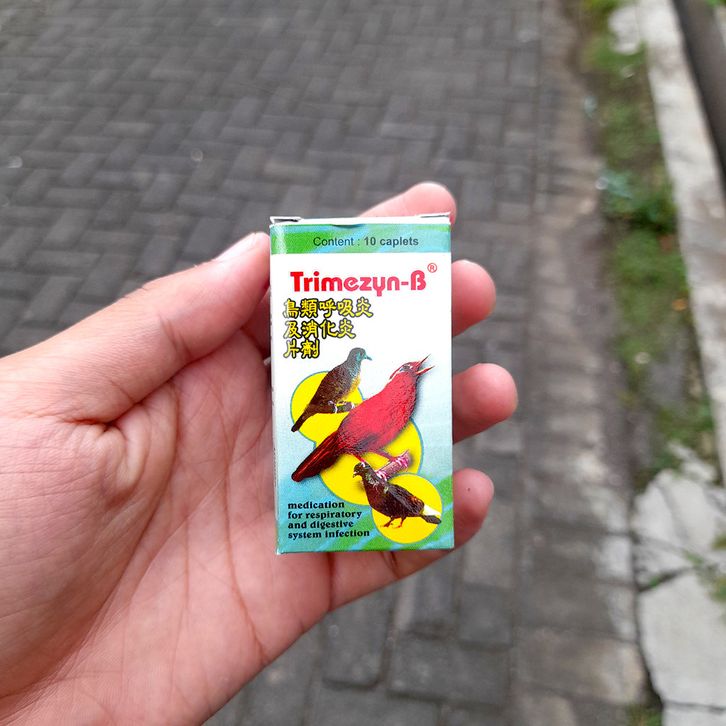 Content : 10 caplets
Trimezyn-B®
鳥類呼吸炎
及消化炎
片劑
medication
for respiratory
and digestive
system infection